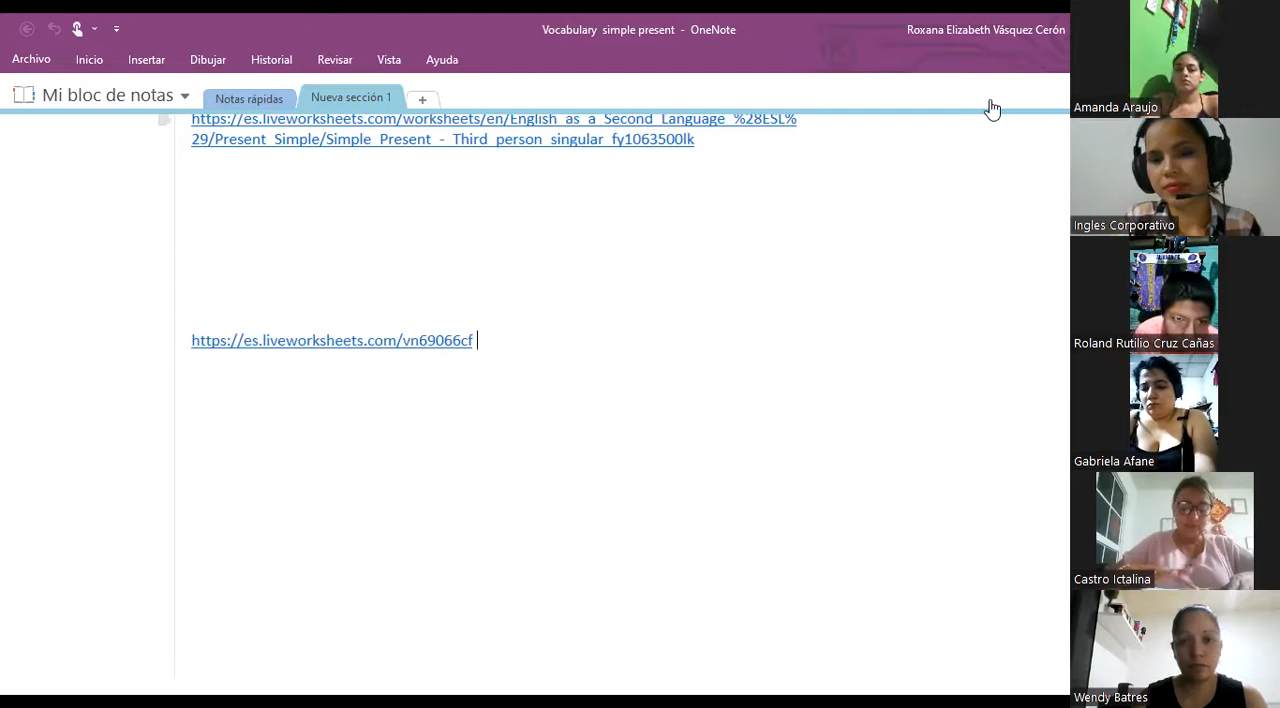 Vocabulary simple present - OneNote
Roxana Elizabeth Vásquez Cerón
Archivo Inicio Insertar Dibujar Historial Revisar Vista Ayuda
Mi bloc de notas Notas rápidas Nueva sección 1 +
https://es.liveworksheets.com/worksheets/en/English_as_a_Second_Language_%28ESL%
29/Present_Simple/Simple_Present_-_Third_person_singular_fy1063500lk
https://es.liveworksheets.com/vn69066cf
Amanda Araujo
Ingles Corporativo
Roland Rutilio Cruz Cañas
Gabriela Afane
Castro Ictalina
Wendy Batres